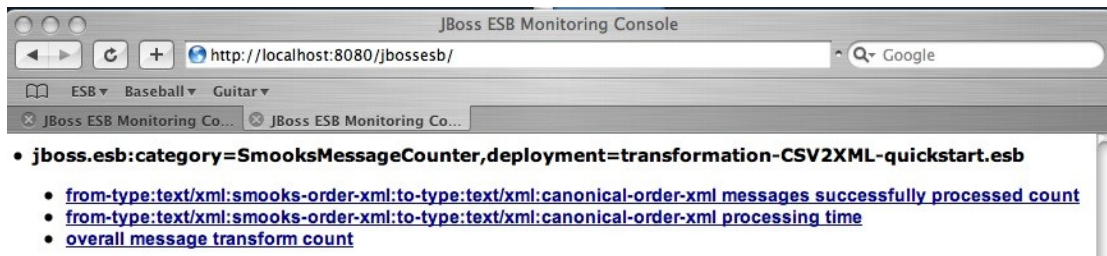 JBoss ESB Monitoring Console
http://localhost:8080/jbossesb/
Google
ESB Baseball Guitar
JBoss ESB Monitoring Co... JBoss ESB Monitoring Co...
• jboss.esb:category=SmooksMessageCounter,deployment=transformation-CSV2XML-quickstart.esb
• from-type:text/xml:smooks-order-xml:to-type:text/xml:canonical-order-xml messages successfully processed count
• from-type:text/xml:smooks-order-xml:to-type:text/xml:canonical-order-xml processing time
• overall message transform count